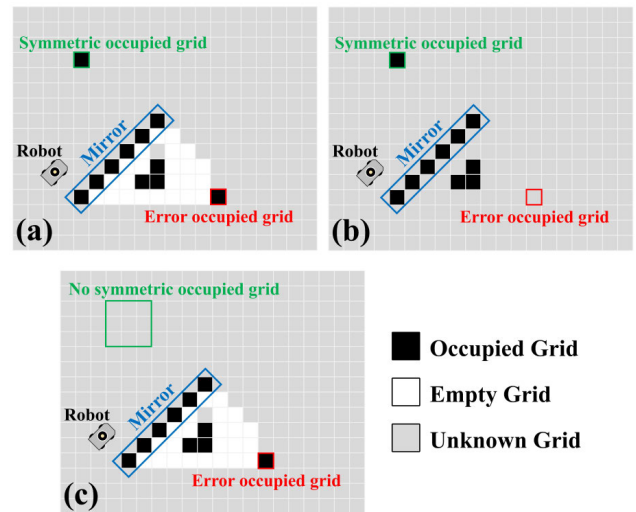 Symmetric occupied grid
Mirror
Robot
Error occupied grid
(a)
Symmetric occupied grid
Mirror
Robot
Error occupied grid
(b)
No symmetric occupied grid
Mirror
Robot
Error occupied grid
(c)
Occupied Grid
Empty Grid
Unknown Grid